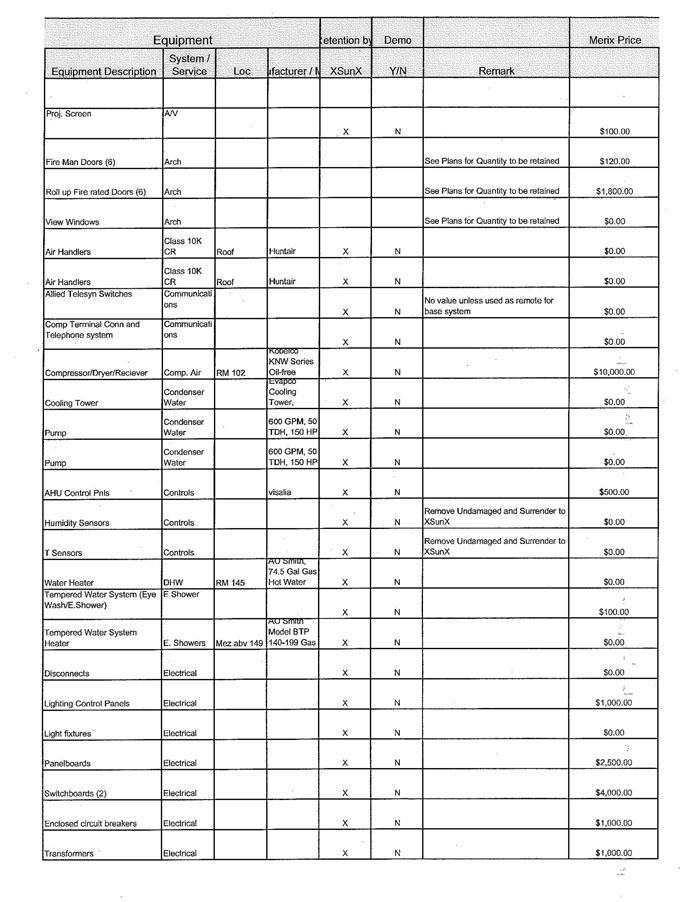 Equipment etention by Demo Merix Price
Equipment Description System / Service Loc ufacturer / M XSunX Y/N Remark
Proj. Screen A/V X N $100.00
Fire Man Doors (6) Arch See Plans for Quantity to be retained $120.00
Roll up Fire rated Doors (6) Arch See Plans for Quantity to be retained $1,800.00
View Windows Arch See Plans for Quantity to be retained $0.00
Air Handlers Class 10K CR Roof Huntair X N $0.00
Air Handlers Class 10K CR Roof Huntair X N $0.00
Allied Telesyn Switches Communicati ons X N No value unless used as remote for base system $0.00
Comp Terminal Conn and Telephone system Communicati ons X N $0.00
Compressor/Dryer/Reciever Comp. Air RM 102 Kobelco KNW Series Oil-free X N $10,000.00
Cooling Tower Condenser Water Evapco Cooling Tower, X N $0.00
Pump Condenser Water 600 GPM, 50 TDH, 150 HP X N $0.00
Pump Condenser Water 600 GPM, 50 TDH, 150 HP X N $0.00
AHU Control Pnls Controls visalia X N $500.00
Humidity Sensors Controls X N Remove Undamaged and Surrender to XSunX $0.00
T Sensors Controls X N Remove Undamaged and Surrender to XSunX $0.00
Water Heater DHW RM 145 AO Smith, 74.5 Gal Gas Hot Water X N $0.00
Tempered Water System (Eye Wash/E.Shower) E Shower X N $100.00
Tempered Water System Heater E. Showers Mez abv 149 AO Smith Model BTP 140-199 Gas X N $0.00
Disconnects Electrical X N $0.00
Lighting Control Panels Electrical X N $1,000.00
Light fixtures Electrical X N $0.00
Panelboards Electrical X N $2,500.00
Switchboards (2) Electrical X N $4,000.00
Enclosed circuit breakers Electrical X N $1,000.00
Transformers Electrical X N $1,000.00